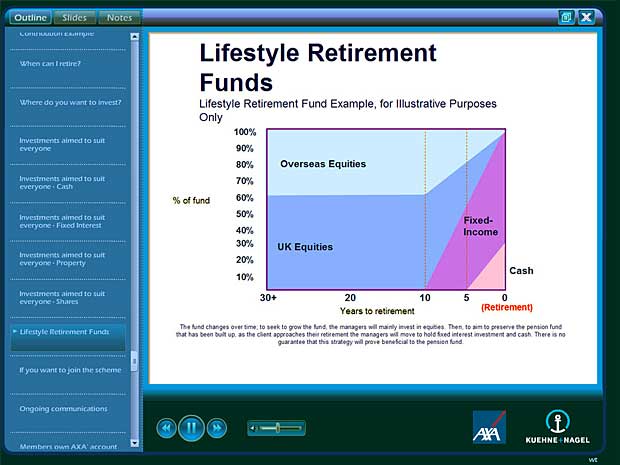 Outline
Slides
Notes
Contribution Example
When can I retire?
Where do you want to invest?
Investments aimed to suit
everyone
Investments aimed to suit
everyone - Cash
Investments aimed to suit
everyone - Fixed Interest
Investments aimed to suit
everyone - Property
Investments aimed to suit
everyone - Shares
Lifestyle Retirement Funds
If you want to join the scheme
Ongoing communications
Members own AXA' account
Lifestyle Retirement
Funds
Lifestyle Retirement Fund Example, for Illustrative Purposes
Only
100%
90%
80%
70%
60%
50%
40%
30%
20%
10%
% of fund
Overseas Equities
UK Equities
Fixed-
Income
Cash
30+
20
10
5
0
(Retirement)
Years to retirement
The fund changes over time; to seek to grow the fund, the managers will mainly invest in equities. Then, to aim to preserve the pension fund
that has been built up, as the client approaches their retirement the managers will move to hold fixed interest investment and cash. There is no
guarantee that this strategy will prove beneficial to the pension fund.
AXA
KUEHNE+NAGEL